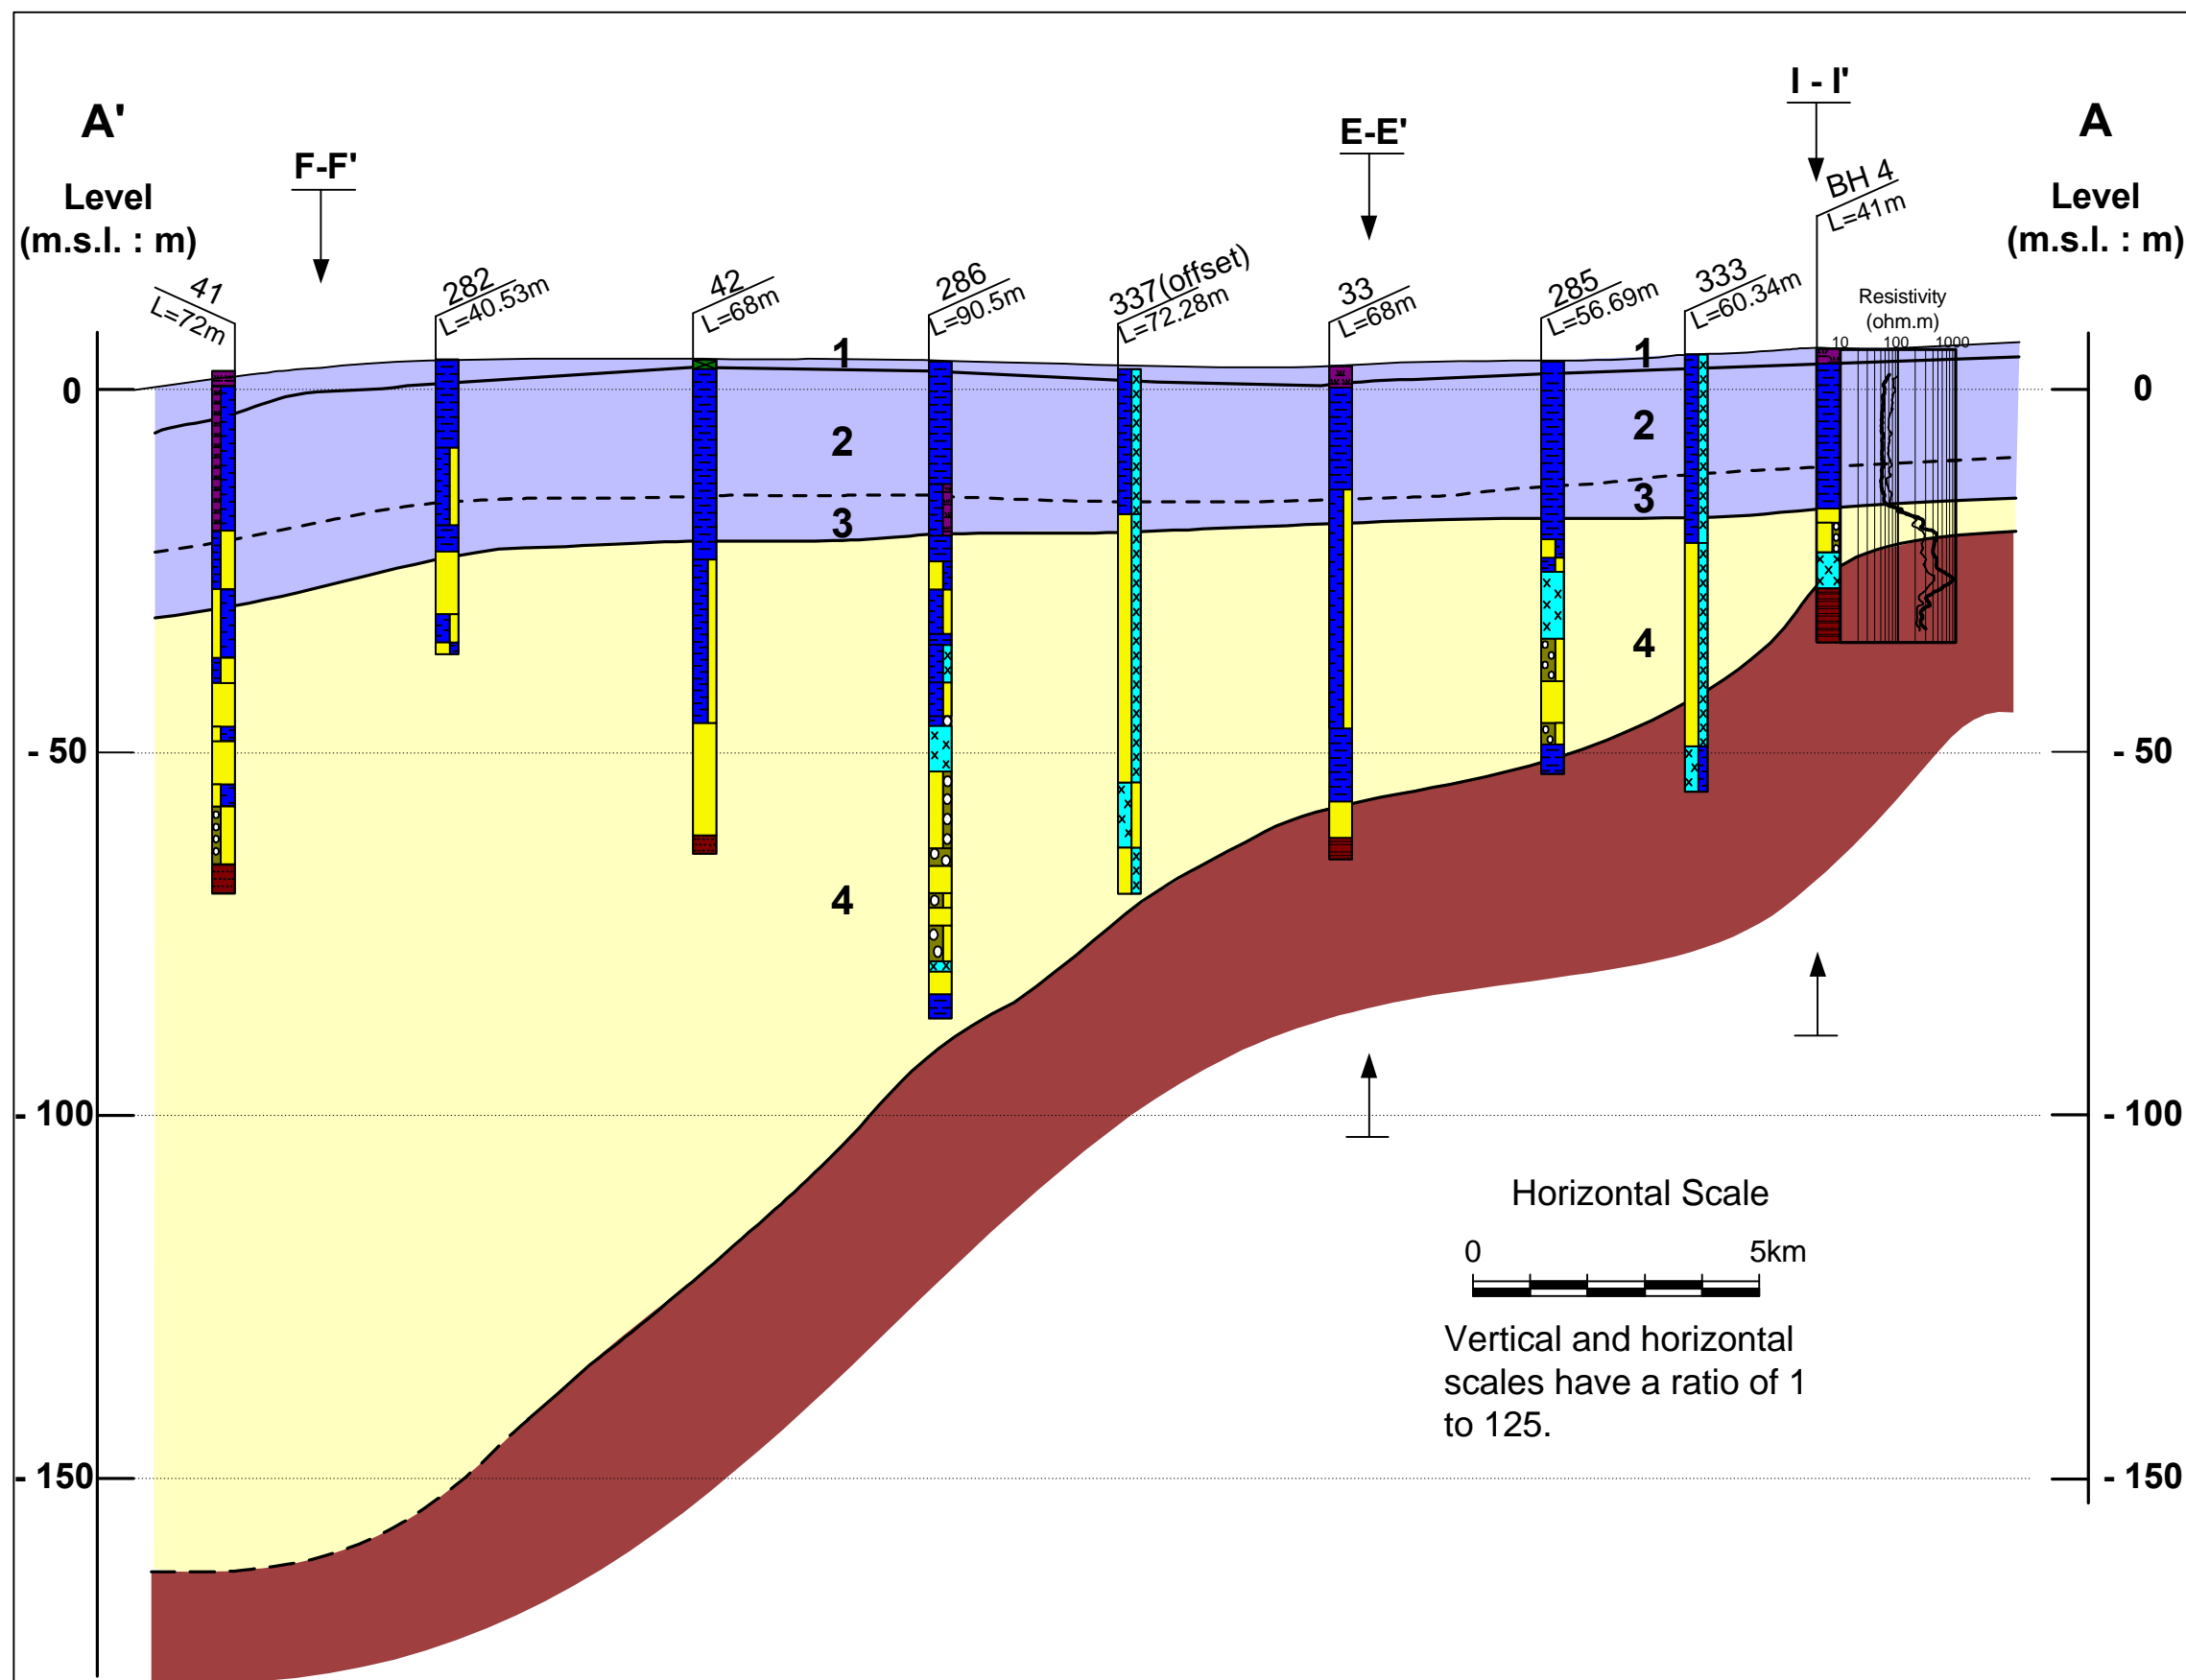 I - I'
A'
A
E-E'
F-F'
Level
(m.s.l. : m)
BH 4
L=41m
Level
(m.s.l. : m)
41
L=72m
282
L=40.53m
42
L=68m
286
L=90.5m
337(offset)
L=72.28m
33
L=68m
285
L=56.69m
333
L=60.34m
Resistivity
(ohm.m)
10 100 1000
1
1
0
0
2
2
3
3
4
- 50
- 50
4
- 100
- 100
Horizontal Scale
0 5km
Vertical and horizontal
scales have a ratio of 1
to 125.
- 150
- 150